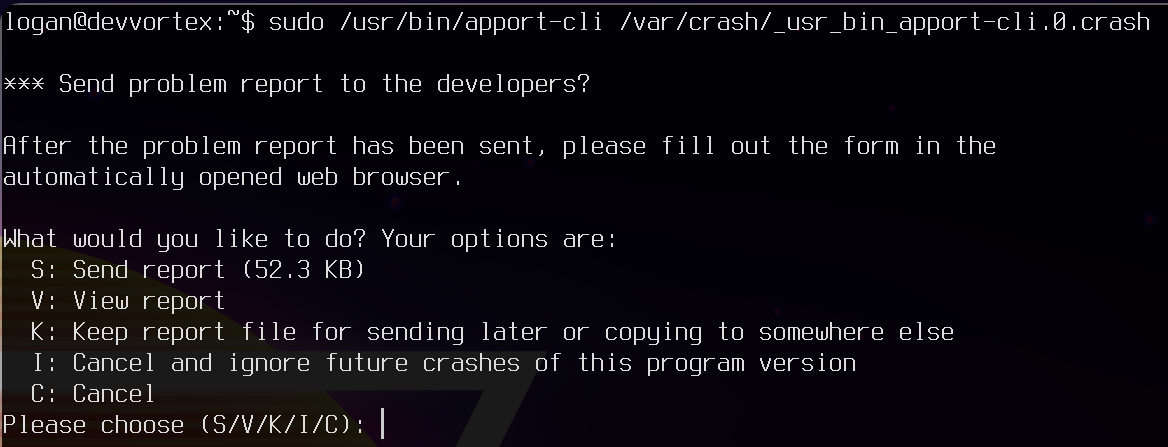 logan@devvortex:~$ sudo /usr/bin/apport-cli /var/crash/_usr_bin_apport-cli.0.crash
*** Send problem report to the developers?
After the problem report has been sent, please fill out the form in the
automatically opened web browser.
What would you like to do? Your options are:
  S: Send report (52.3 KB)
  V: View report
  K: Keep report file for sending later or copying to somewhere else
  I: Cancel and ignore future crashes of this program version
  C: Cancel
Please choose (S/V/K/I/C):